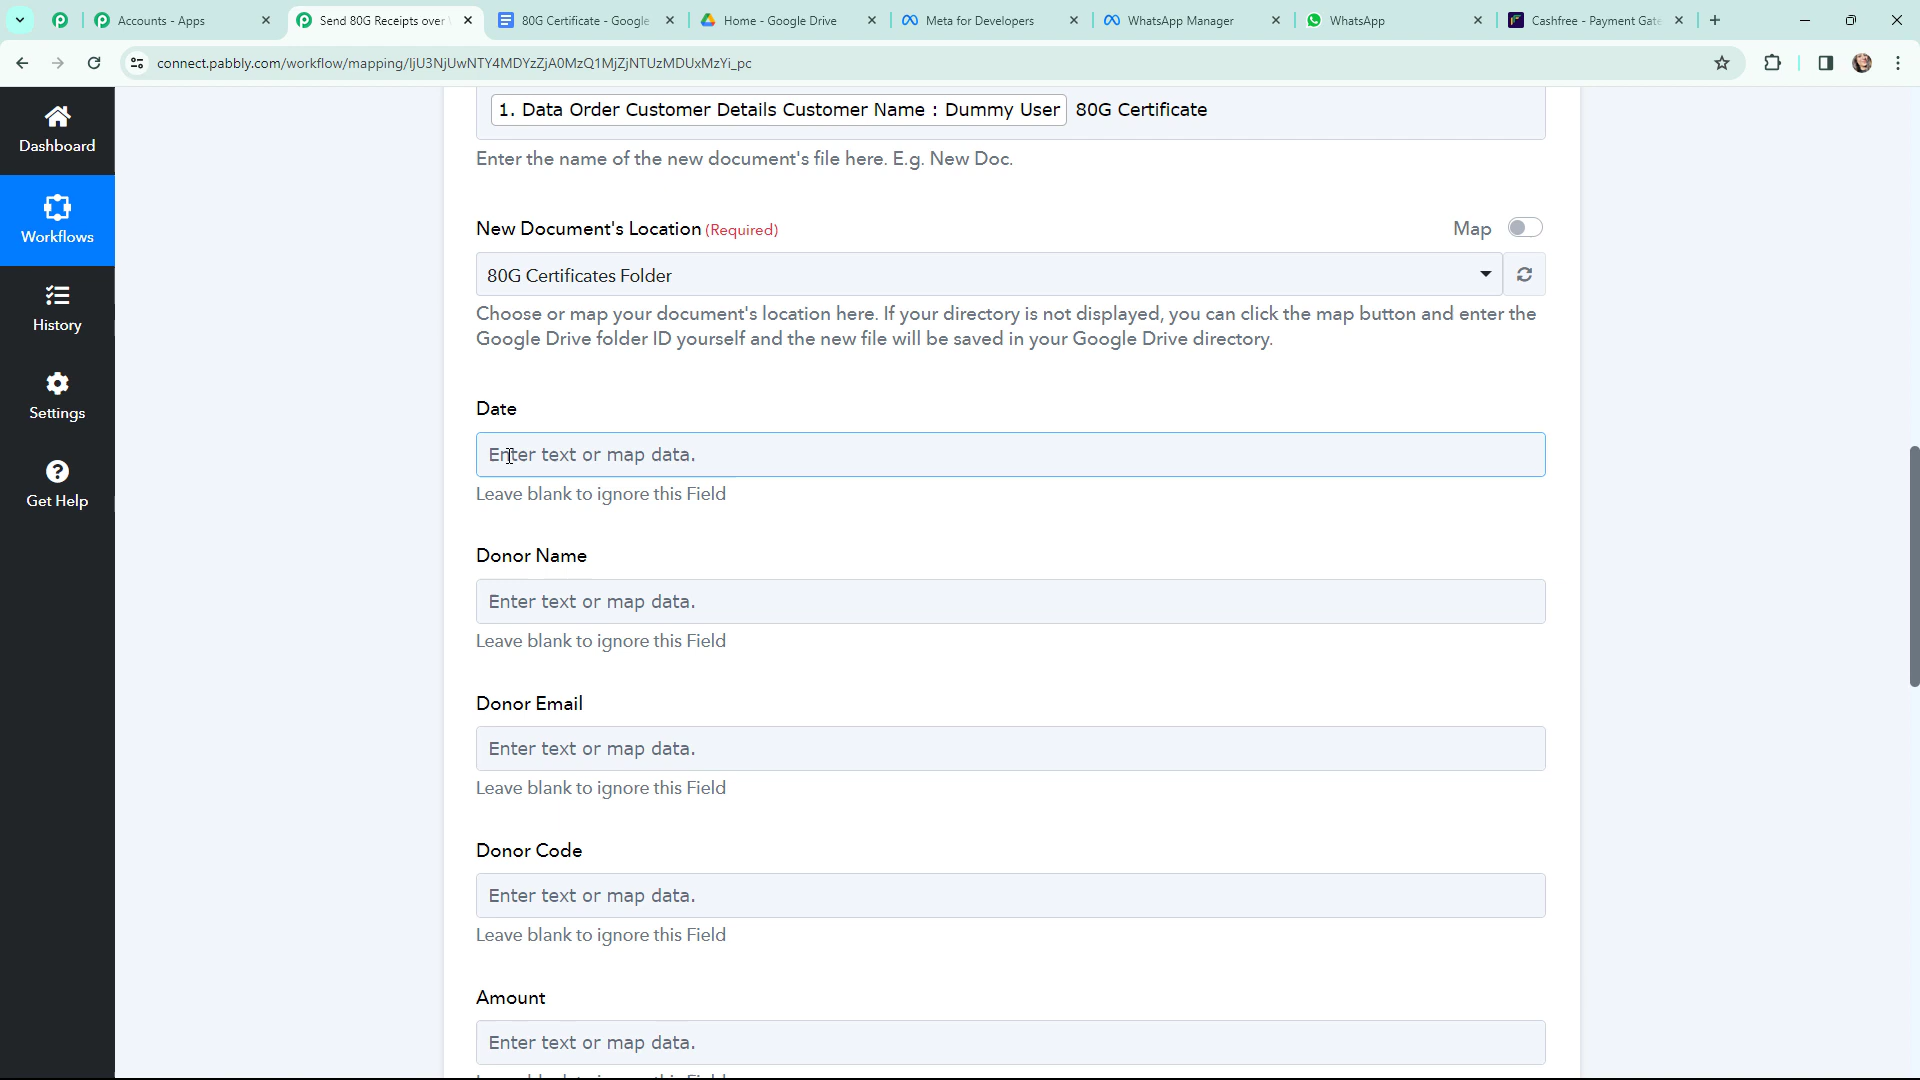 Accounts - Apps
Send 80G Receipts over
80G Certificate - Google
Home - Google Drive
Meta for Developers
WhatsApp Manager
WhatsApp
Cashfree - Payment Gate
connect.pabbly.com/workflow/mapping/IjU3NjUwNTY4MDYzZjA0MzQ1MjZjNTUzMDUxMzYi_pc
Dashboard
Workflows
History
Settings
Get Help
1. Data Order Customer Details Customer Name : Dummy User 80G Certificate
Enter the name of the new document's file here. E.g. New Doc.
New Document's Location (Required)
Map
80G Certificates Folder
Choose or map your document's location here. If your directory is not displayed, you can click the map button and enter the
Google Drive folder ID yourself and the new file will be saved in your Google Drive directory.
Date
Enter text or map data.
Leave blank to ignore this Field
Donor Name
Enter text or map data.
Leave blank to ignore this Field
Donor Email
Enter text or map data.
Leave blank to ignore this Field
Donor Code
Enter text or map data.
Leave blank to ignore this Field
Amount
Enter text or map data.